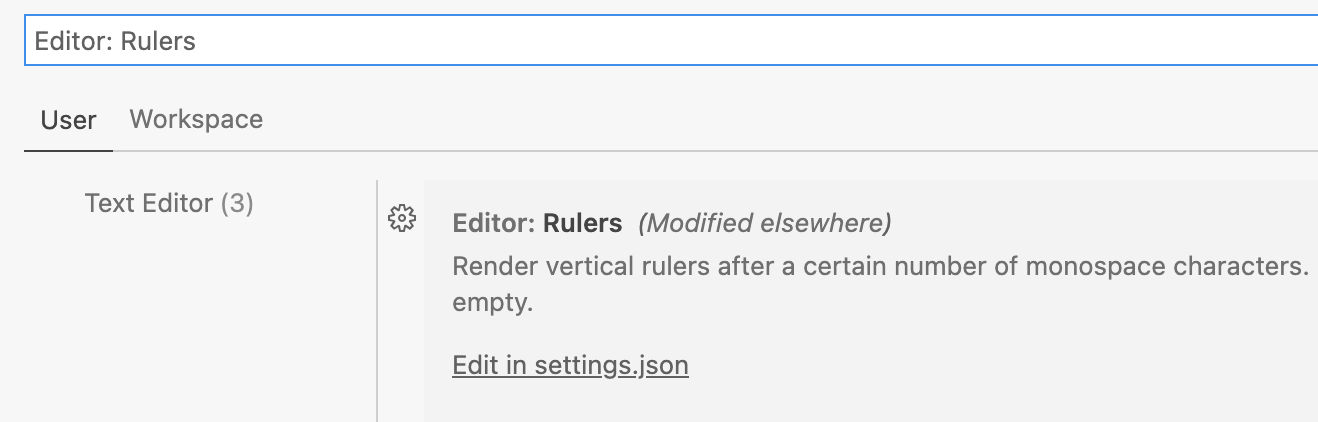 Editor: Rulers
User Workspace
Text Editor (3)
Editor: Rulers (Modified elsewhere)
Render vertical rulers after a certain number of monospace characters.
empty.
Edit in settings.json